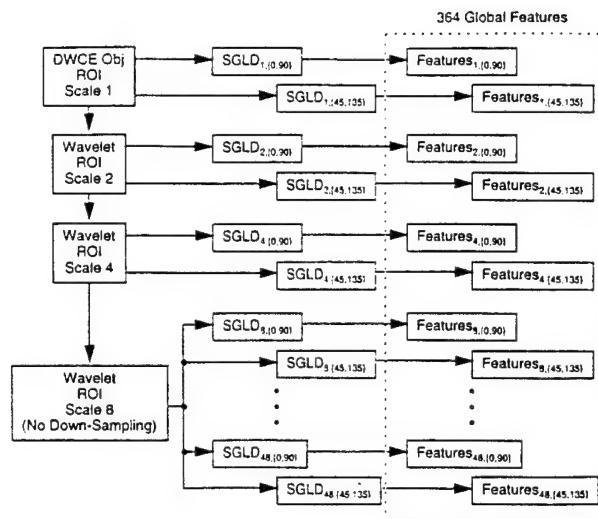 364 Global Features
DWCE Obj
ROI
Scale 1
SGLD1,{0,90}
Features1,{0,90}
SGLD1,{45,135}
Features1,{45,135}
Wavelet
ROI
Scale 2
SGLD2,{0,90}
Features2,{0,90}
SGLD2,{45,135}
Features2,{45,135}
Wavelet
ROI
Scale 4
SGLD4,{0,90}
Features4,{0,90}
SGLD4,{45,135}
Features4,{45,135}
Wavelet
ROI
Scale 8
(No Down-Sampling)
SGLD8,{0,90}
Features8,{0,90}
SGLD8,{45,135}
Features8,{45,135}
SGLD48,{0,90}
Features48,{0,90}
SGLD48,{45,135}
Features48,{45,135}